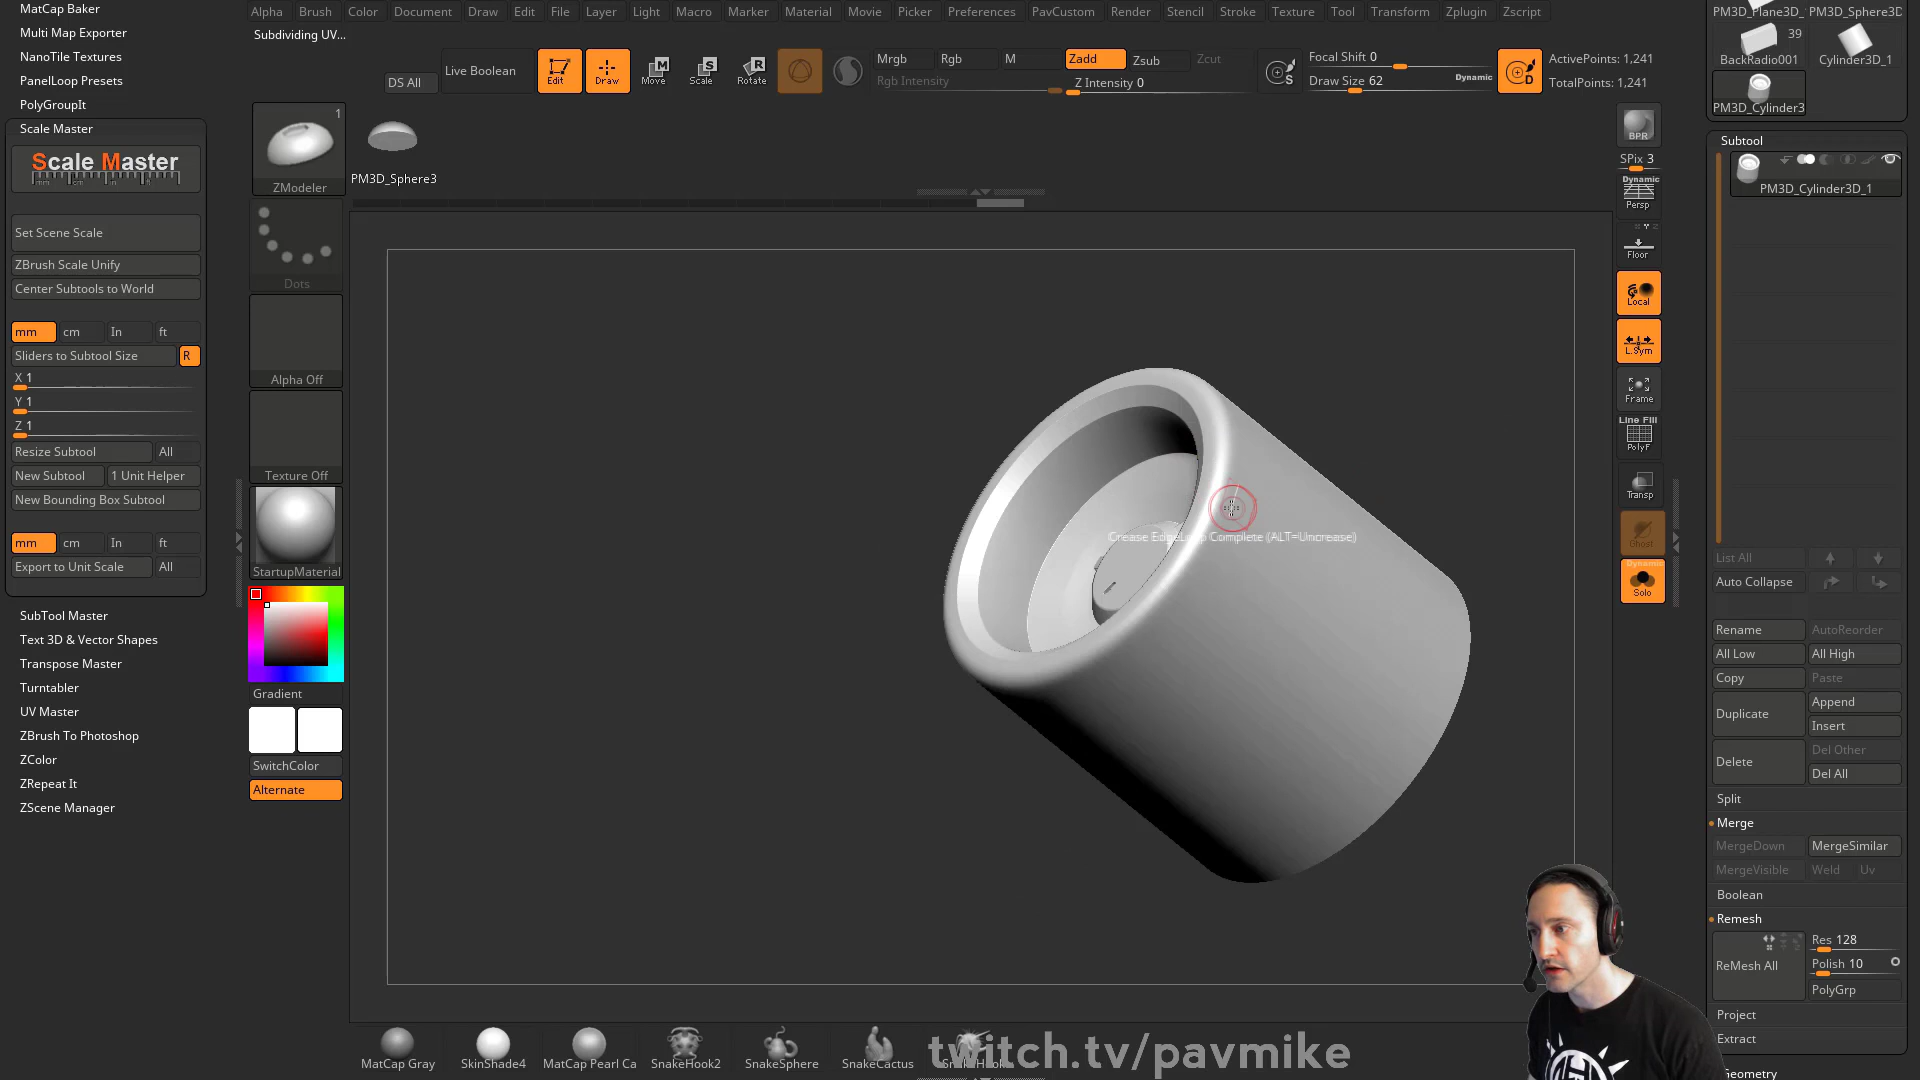 MatCap Baker
Multi Map Exporter
NanoTile Textures
PanelLoop Presets
PolyGroupIt
Scale Master
Scale Master
Set Scene Scale
ZBrush Scale Unify
Center Subtools to World
mm cm In ft
Sliders to Subtool Size R
X 1
Y 1
Z 1
Resize Subtool All
New Subtool 1 Unit Helper
New Bounding Box Subtool
mm cm In ft
Export to Unit Scale All
SubTool Master
Text 3D & Vector Shapes
Transpose Master
Turntabler
UV Master
ZBrush To Photoshop
ZColor
ZRepeat It
ZScene Manager
Alpha Brush Color Document Draw Edit File Layer Light Macro Marker Material Movie Picker Preferences PavCustom Render Stencil Stroke Texture Tool Transform Zplugin Zscript
Subdividing UV...
DS All
Live Boolean
Edit
Draw
Move
Scale
Rotate
Mrgb Rgb M
Rgb Intensity
Zadd Zsub Zcut
Z Intensity 0
Focal Shift 0
Draw Size 62
Dynamic
ActivePoints: 1,241
TotalPoints: 1,241
1
ZModeler
PM3D_Sphere3
Dots
Alpha Off
Texture Off
StartupMaterial
Gradient
SwitchColor
Alternate
Crease EdgeLoop Complete (ALT=Uncrease)
BPR
SPix 3
Dynamic
Persp
Floor
Local
L.Sym
Frame
Line Fill
PolyF
Transp
Ghost
Dynamic
Solo
PM3D_Plane3D_ PM3D_Sphere3D
39
BackRadio001 Cylinder3D_1
PM3D_Cylinder3
Subtool
PM3D_Cylinder3D_1
List All
Auto Collapse
Rename AutoReorder
All Low All High
Copy Paste
Duplicate Append
Insert
Delete Del Other
Del All
Split
Merge
MergeDown MergeSimilar
MergeVisible Weld Uv
Boolean
Remesh
ReMesh All
Res 128
Polish 10
PolyGrp
Project
Extract
Geometry
MatCap Gray SkinShade4 MatCap Pearl Ca SnakeHook2 SnakeSphere SnakeCactus
twitch.tv/pavmike